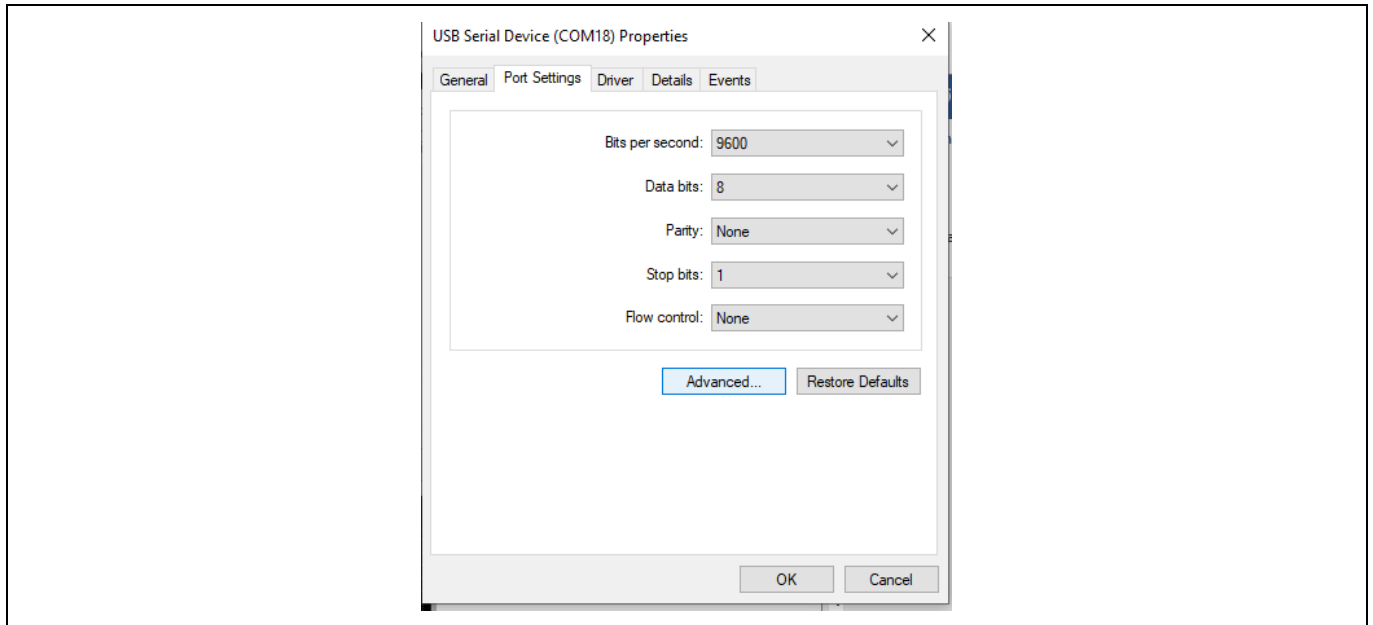 USB Serial Device (COM18) Properties
General Port Settings Driver Details Events
Bits per second: 9600
Data bits: 8
Parity: None
Stop bits: 1
Flow control: None
Advanced... Restore Defaults
OK Cancel